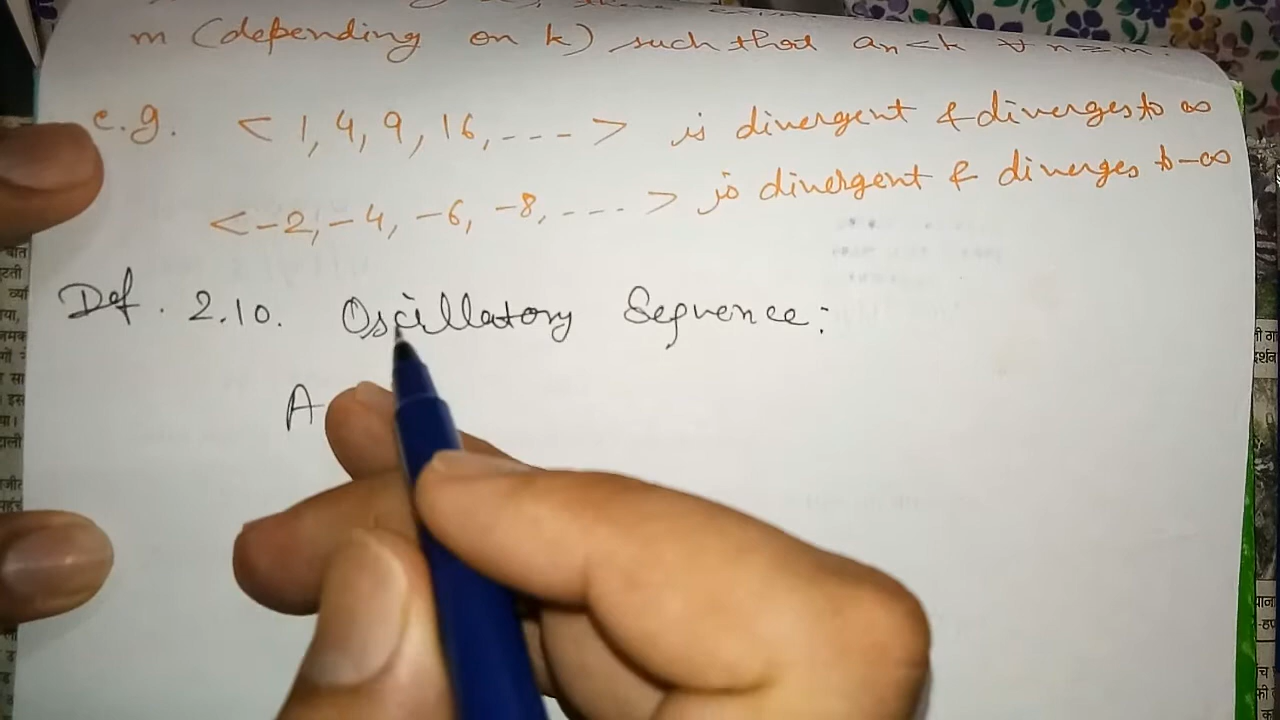 m (depending on k) such that an < k ∀ n ≥ m.
e.g. < 1, 4, 9, 16, ---- > is divergent & diverges to ∞
< -2, -4, -6, -8, ---- > is divergent & diverges to -∞
Def. 2.10. Oscillatory Sequence:
A